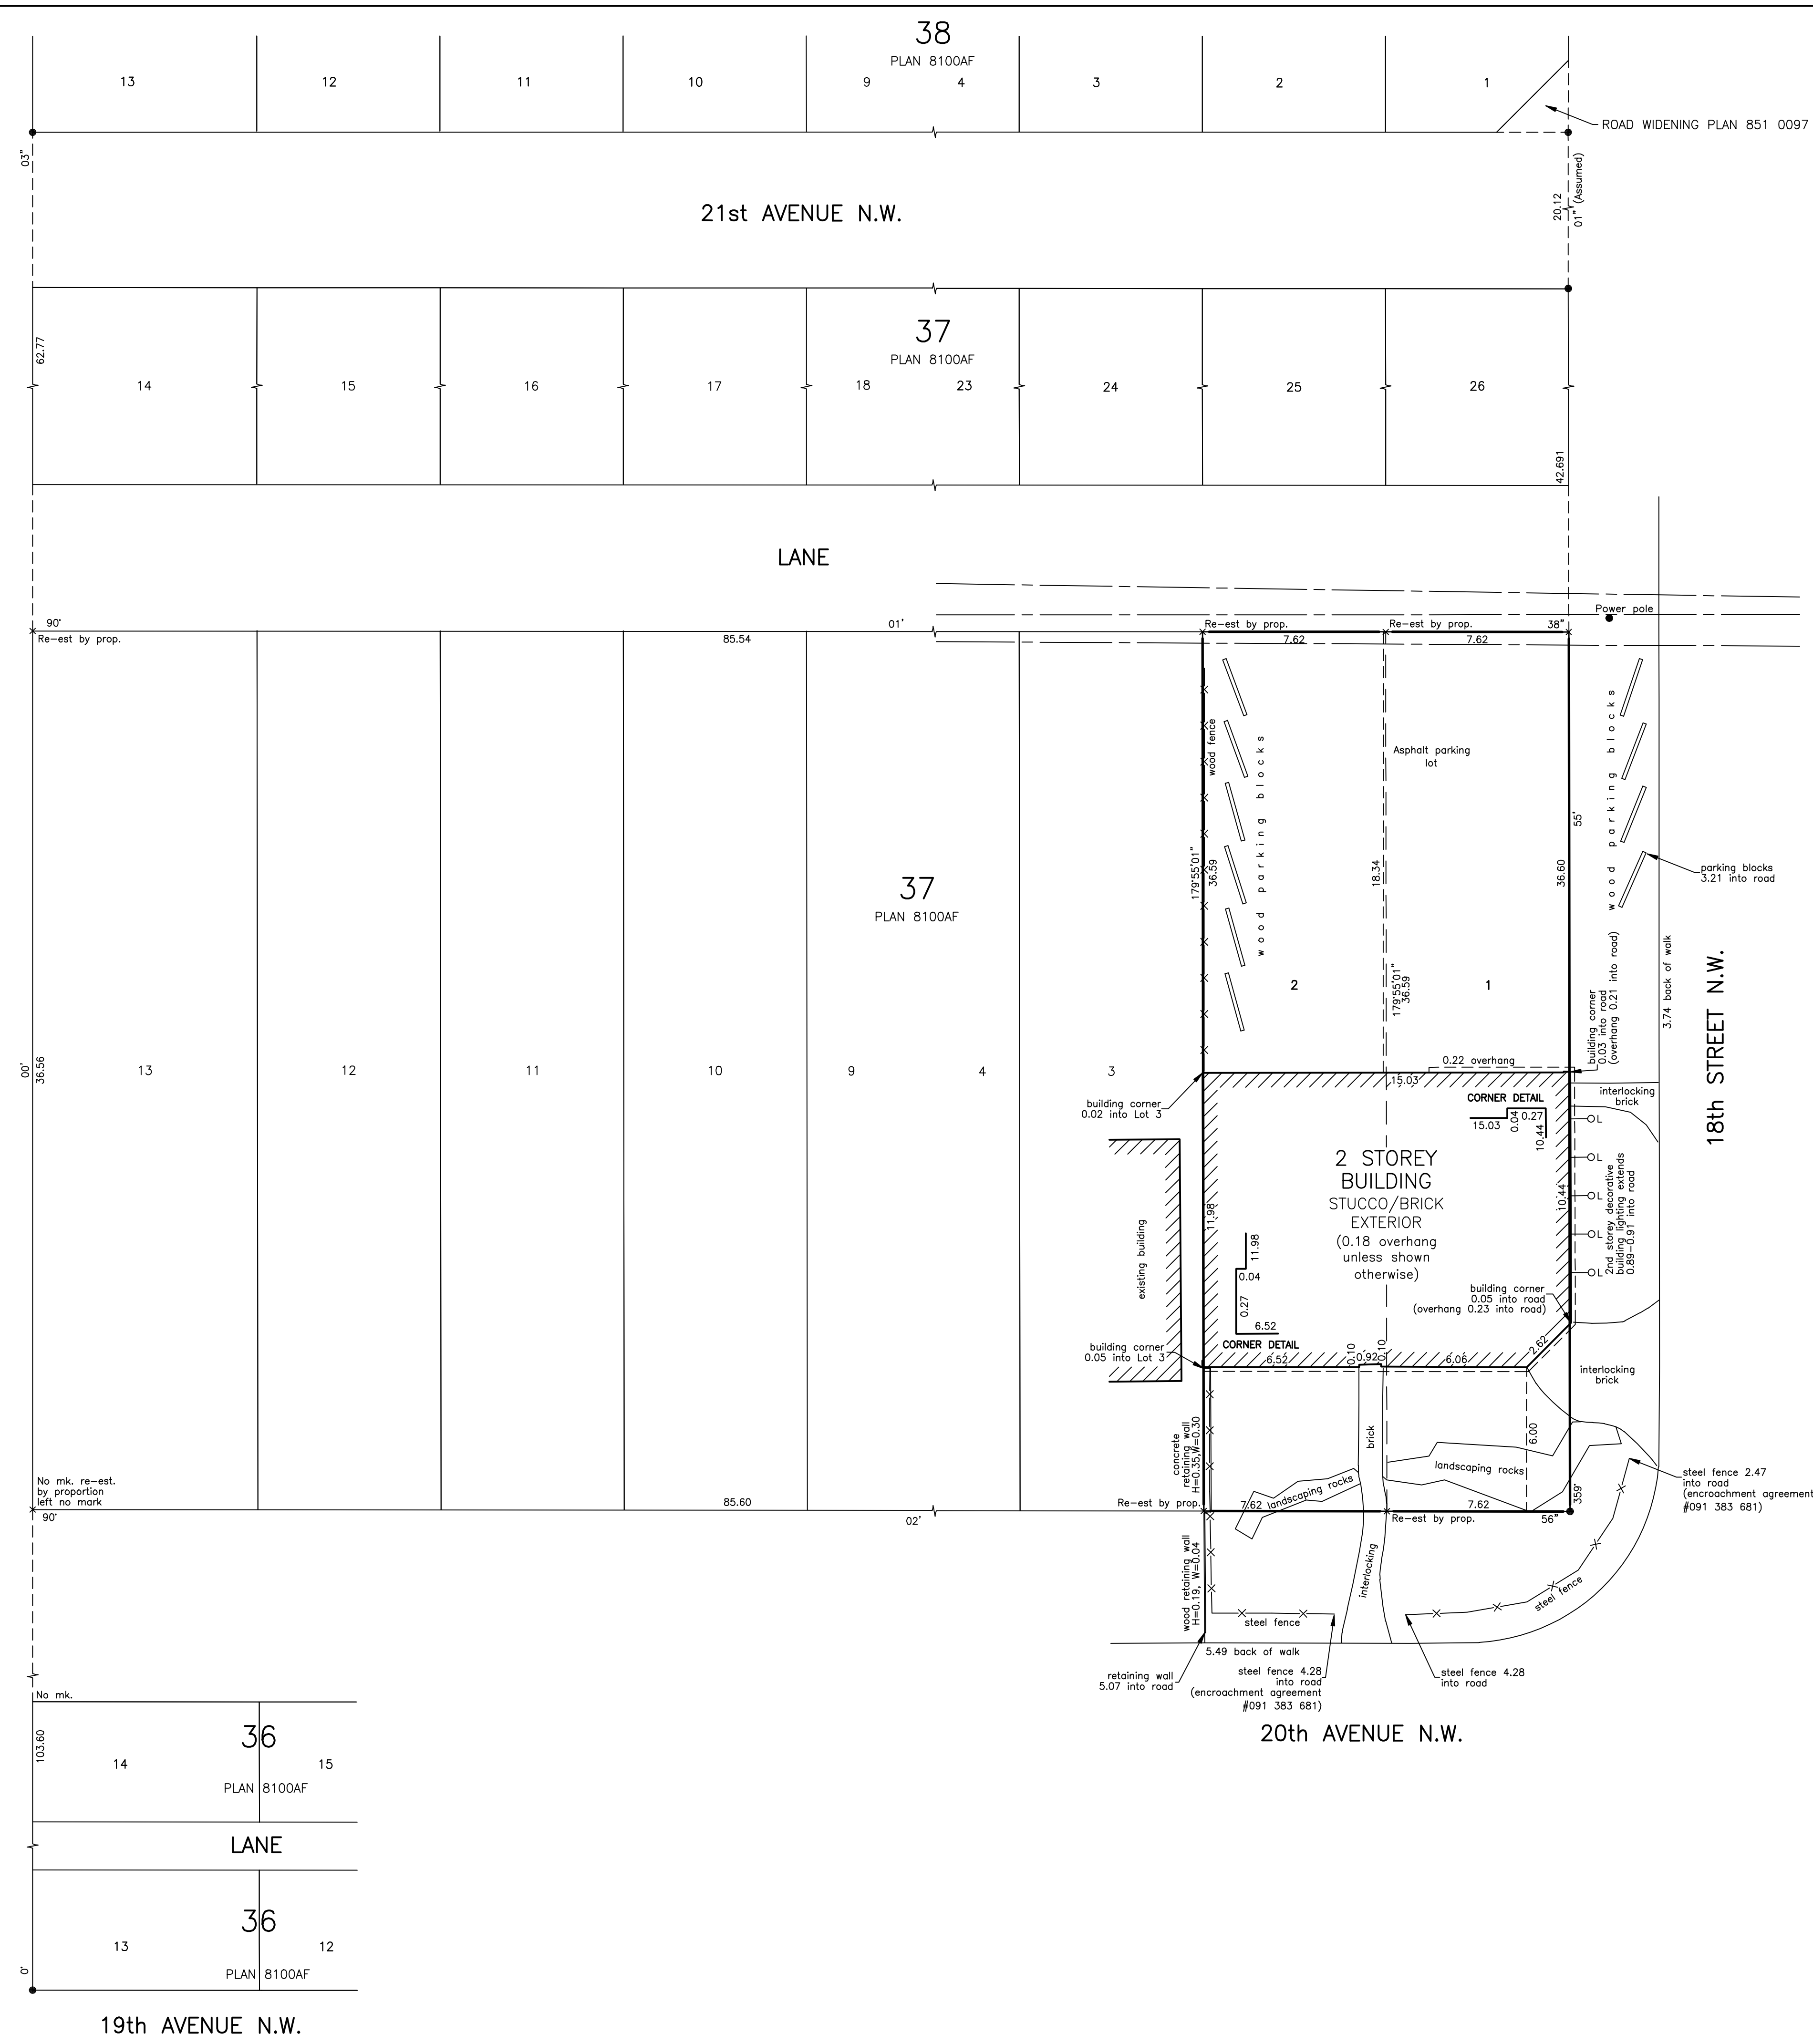 38
PLAN 8100AF
13
12
11
10
9
4
3
2
1
ROAD WIDENING PLAN 851 0097
03"
20.12
01" (Assumed)
21st AVENUE N.W.
37
PLAN 8100AF
62.77
14
15
16
17
18
23
24
25
26
42.691
LANE
Power pole
90'
01'
Re-est by prop.
Re-est by prop.
38"
Re-est by prop.
85.54
7.62
7.62
wood fence
wood parking blocks
Asphalt parking
lot
wood parking blocks
55'
179°55'01"
36.59
18.34
36.60
parking blocks
3.21 into road
37
PLAN 8100AF
building corner
0.03 into road
(overhang 0.21 into road)
3.74 back of walk
18th STREET N.W.
2
179°55'01"
36.59
1
00'
36.56
13
12
11
10
9
4
3
0.22 overhang
15.03
building corner
0.02 into Lot 3
CORNER DETAIL
15.03
0.04
0.27
10.44
interlocking
brick
L
L
L
L
L
2 STOREY
BUILDING
STUCCO/BRICK
EXTERIOR
(0.18 overhang
unless shown
otherwise)
11.98
10.44
2nd storey decorative
building lighting extends
0.89-0.91 into road
existing building
11.98
0.04
0.27
6.52
CORNER DETAIL
building corner
0.05 into road
(overhang 0.23 into road)
building corner
0.05 into Lot 3
6.52
0.10
0.92
0.10
6.06
2.62
interlocking
brick
concrete
retaining wall
H=0.35,W=0.30
brick
6.00
landscaping rocks
landscaping rocks
steel fence 2.47
into road
(encroachment agreement
#091 383 681)
No mk. re-est.
by proportion
left no mark
90'
85.60
02'
Re-est by prop.
7.62
7.62
359°
Re-est by prop.
56"
wood retaining wall
H=0.19, W=0.04
interlocking
steel fence
steel fence
5.49 back of walk
retaining wall
5.07 into road
steel fence 4.28
into road
(encroachment agreement
#091 383 681)
steel fence 4.28
into road
20th AVENUE N.W.
No mk.
103.60
36
14
15
PLAN 8100AF
LANE
36
13
12
PLAN 8100AF
0°
19th AVENUE N.W.